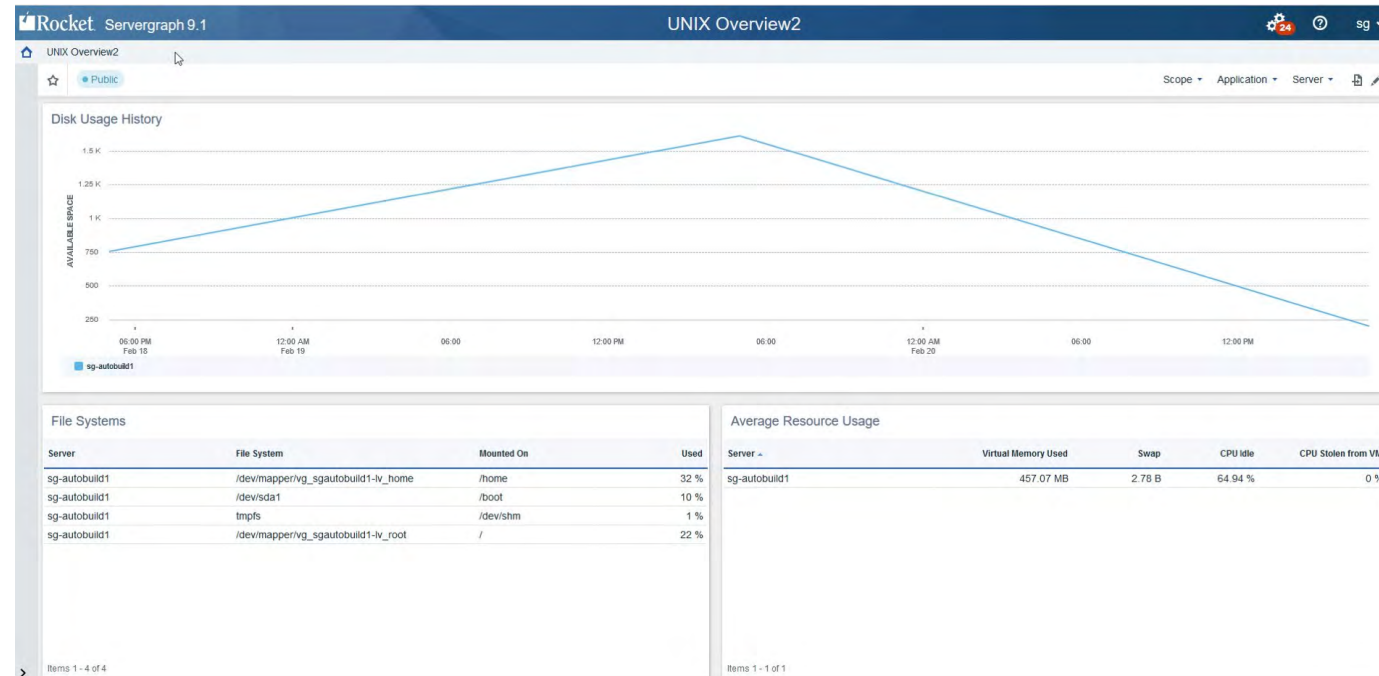 Rocket. Servergraph 9.1 UNIX Overview2 24 sg
UNIX Overview2
Public Scope Application Server
Disk Usage History
1.5 K
1.25 K
1 K
750
500
250
AVAILABLE SPACE
06:00 PM 12:00 AM 06:00 12:00 PM 06:00 12:00 AM 06:00 12:00 PM
Feb 18 Feb 19 Feb 20
sg-autobuild1
File Systems
Server File System Mounted On Used
sg-autobuild1 /dev/mapper/vg_sgautobuild1-lv_home /home 32 %
sg-autobuild1 /dev/sda1 /boot 10 %
sg-autobuild1 tmpfs /dev/shm 1 %
sg-autobuild1 /dev/mapper/vg_sgautobuild1-lv_root / 22 %
Items 1 - 4 of 4
Average Resource Usage
Server Virtual Memory Used Swap CPU Idle CPU Stolen from VM
sg-autobuild1 457.07 MB 2.78 B 64.94 % 0 %
Items 1 - 1 of 1